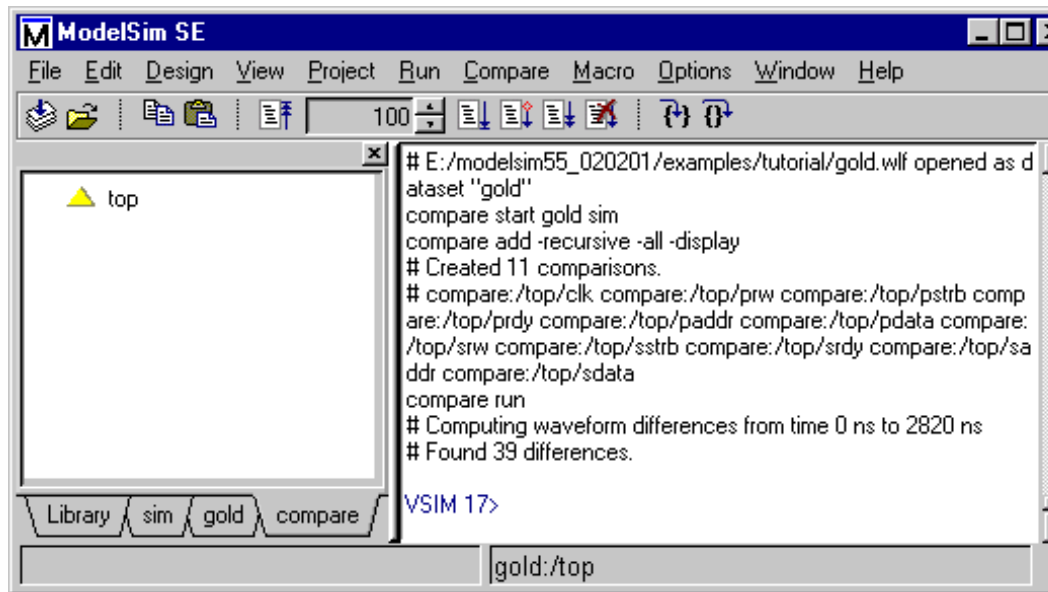 ModelSim SE
File Edit Design View Project Run Compare Macro Options Window Help
100
top
# E:/modelsim55_020201/examples/tutorial/gold.wlf opened as d
ataset "gold"
compare start gold sim
compare add -recursive -all -display
# Created 11 comparisons.
# compare:/top/clk compare:/top/prw compare:/top/pstrb comp
are:/top/prdy compare:/top/paddr compare:/top/pdata compare:
/top/srw compare:/top/sstrb compare:/top/srdy compare:/top/sa
ddr compare:/top/sdata
compare run
# Computing waveform differences from time 0 ns to 2820 ns
# Found 39 differences.
VSIM 17>
Library sim gold compare
gold:/top